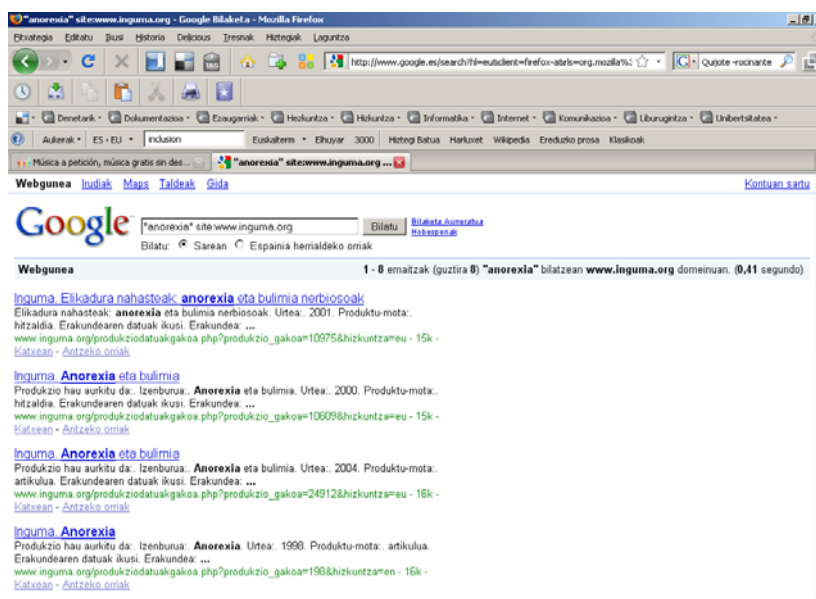 "anorexia" site:www.inguma.org - Google Bilaketa - Mozilla Firefox
Fitxategia Editatu Ikusi Historia Delicious Tresnak Hiztegiak Laguntza
http://www.google.es/search?hl=eu&client=firefox-a&rls=org.mozilla%3 Quijote -rocinante
TAG
Denetarik Dokumentazioa Ezaugarriak Hezkuntza Hizkuntza Informatika Internet Komunikazioa Liburugintza Unibertsitatea
Aukerak ES › EU inclusion Euskalterm Elhuyar 3000 Hiztegi Batua Harluxet Wikipedia Ereduzko prosa Klasikoak
Música a petición, música gratis sin des... "anorexia" site:www.inguma.org ...
Webgunea Irudiak Maps Taldeak Gida Kontuan sartu
Google "anorexia" site:www.inguma.org Bilatu Bilaketa Aurreratua
Hobespenak
Bilatu: Sarean Espainia herrialdeko orriak
Webgunea 1 - 8 emaitzak (guztira 8) "anorexia" bilatzean www.inguma.org domeinuan. (0,41 segundo)
Inguma. Elikadura nahasteak: anorexia eta bulimia nerbiosoak
Elikadura nahasteak: anorexia eta bulimia nerbiosoak. Urtea:. 2001. Produktu-mota:.
hitzaldia. Erakundearen datuak ikusi. Erakundea: ...
www.inguma.org/produkziodatuakgakoa.php?produkzio_gakoa=10975&hizkuntza=eu - 15k -
Katxean - Antzeko orriak
Inguma. Anorexia eta bulimia
Produkzio hau aurkitu da:. Izenburua:. Anorexia eta bulimia. Urtea:. 2000. Produktu-mota:.
hitzaldia. Erakundearen datuak ikusi. Erakundea: ...
www.inguma.org/produkziodatuakgakoa.php?produkzio_gakoa=10609&hizkuntza=eu - 15k -
Katxean - Antzeko orriak
Inguma. Anorexia eta bulimia
Produkzio hau aurkitu da:. Izenburua:. Anorexia eta bulimia. Urtea:. 2004. Produktu-mota:.
artikulua. Erakundearen datuak ikusi. Erakundea: ...
www.inguma.org/produkziodatuakgakoa.php?produkzio_gakoa=24912&hizkuntza=eu - 16k -
Katxean - Antzeko orriak
Inguma. Anorexia
Produkzio hau aurkitu da:. Izenburua:. Anorexia. Urtea:. 1998. Produktu-mota:. artikulua.
Erakundearen datuak ikusi. Erakundea: ...
www.inguma.org/produkziodatuakgakoa.php?produkzio_gakoa=198&hizkuntza=en - 16k -
Katxean - Antzeko orriak